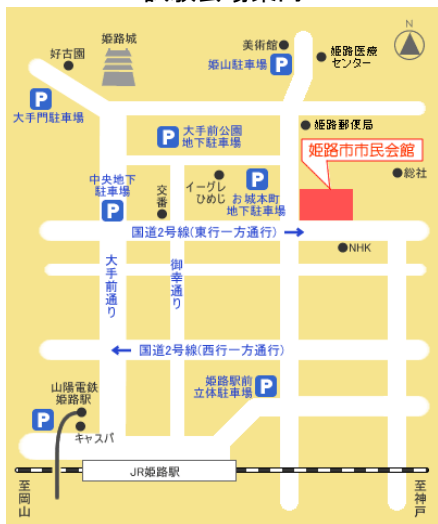 N
美術館
姫路城
好古園
姫山駐車場
P
姫路医療
センター
P
大手門駐車場
P
大手前公園
地下駐車場
姫路郵便局
姫路市市民会館
総社
中央地下
駐車場
P
交番
イーグレ
ひめじ
P
お城本町
地下駐車場
国道2号線(東行一方通行)
NHK
大手前通り
御幸通り
国道2号線(西行一方通行)
山陽電鉄
姫路駅
姫路駅前
立体駐車場
P
P
キャスパ
JR姫路駅
至岡山
至神戸